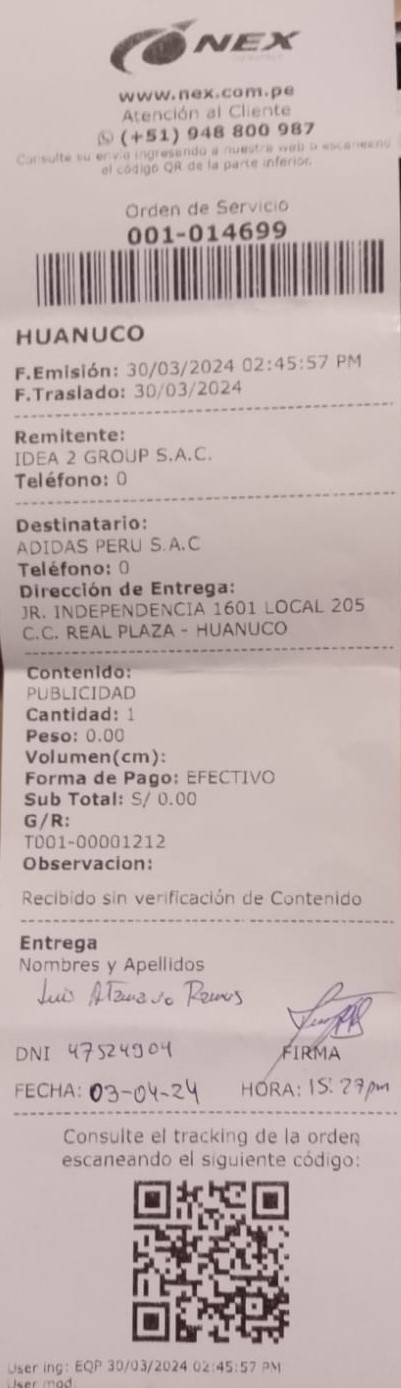 NEX
www.nex.com.pe
Atención al Cliente
(+51) 948 800 987
Consulte su envio ingresando a nuestra web o escaneando
el código QR de la parte inferior.
Orden de Servicio
001-014699
HUANUCO
F.Emisión: 30/03/2024 02:45:57 PM
F.Traslado: 30/03/2024
Remitente:
IDEA 2 GROUP S.A.C.
Teléfono: 0
Destinatario:
ADIDAS PERU S.A.C
Teléfono: 0
Dirección de Entrega:
JR. INDEPENDENCIA 1601 LOCAL 205
C.C. REAL PLAZA - HUANUCO
Contenido:
PUBLICIDAD
Cantidad: 1
Peso: 0.00
Volumen(cm):
Forma de Pago: EFECTIVO
Sub Total: S/ 0.00
G/R:
T001-00001212
Observacion:
Recibido sin verificación de Contenido
Entrega
Nombres y Apellidos
Luis Ramos
DNI 47524904
FIRMA
FECHA: 03-04-24 HORA: 15:27pm
Consulte el tracking de la orden
escaneando el siguiente código:
User ing: EQP 30/03/2024 02:45:57 PM
User mod: